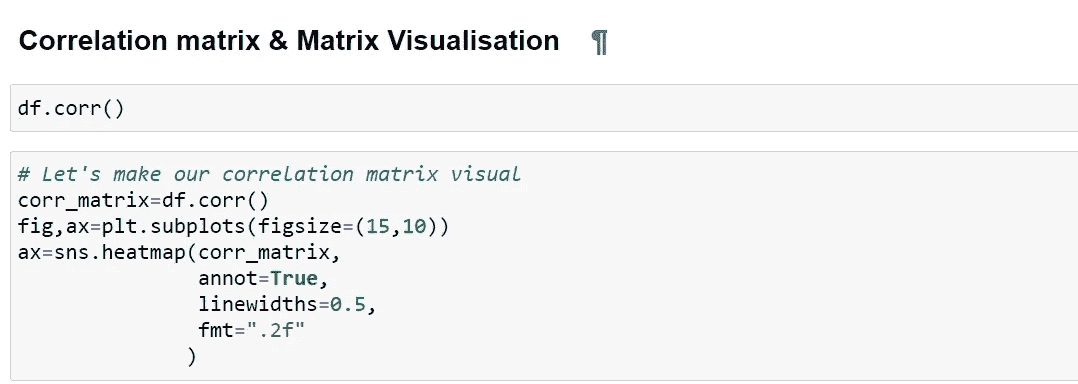 Correlation matrix & Matrix Visualisation ¶
df.corr()
# Let's make our correlation matrix visual
corr_matrix=df.corr()
fig,ax=plt.subplots(figsize=(15,10))
ax=sns.heatmap(corr_matrix,
               annot=True,
               linewidths=0.5,
               fmt=".2f"
              )